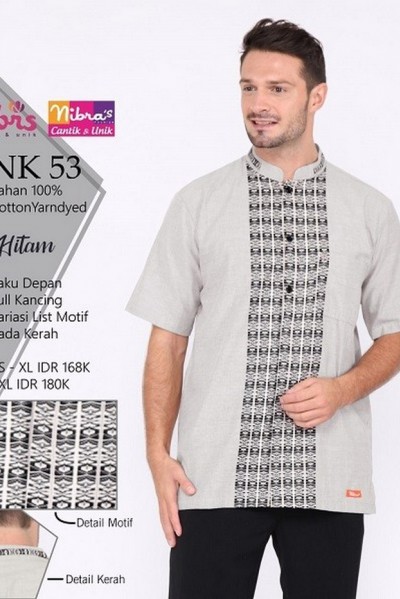 Nibra's
Cantik & Unik
NK 53
ahan 100%
ottonYarndyed
Hitam
aku Depan
ull Kancing
ariasi List Motif
ada Kerah
S - XL IDR 168K
XL IDR 180K
Detail Motif
Detail Kerah